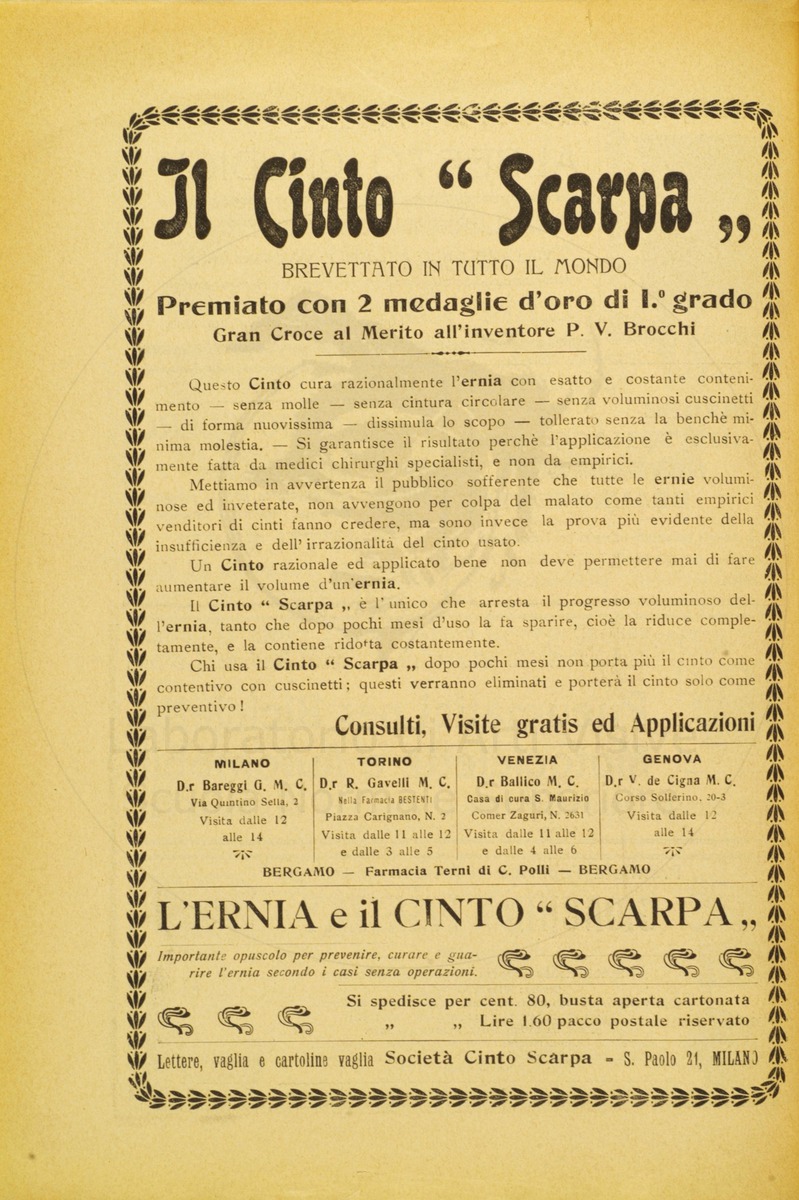 Il Cinto “ Scarpa „
BREVETTATO IN TUTTO IL MONDO
Premiato con 2 medaglie d'oro di I.º grado
Gran Croce al Merito all'inventore P. V. Brocchi
Questo Cinto cura razionalmente l'ernia con esatto e costante conteni-
mento — senza molle — senza cintura circolare — senza voluminosi cuscinetti
— di forma nuovissima — dissimula lo scopo — tollerato senza la benchè mi-
nima molestia. — Si garantisce il risultato perchè l'applicazione è esclusiva-
mente fatta da medici chirurghi specialisti, e non da empirici.
Mettiamo in avvertenza il pubblico sofferente che tutte le ernie volumi-
nose ed inveterate, non avvengono per colpa del malato come tanti empirici
venditori di cinti fanno credere, ma sono invece la prova più evidente della
insufficienza e dell' irrazionalità del cinto usato.
Un Cinto razionale ed applicato bene non deve permettere mai di fare
aumentare il volume d'un'ernia.
Il Cinto “ Scarpa „ è l' unico che arresta il progresso voluminoso del-
l'ernia, tanto che dopo pochi mesi d'uso la fa sparire, cioè la riduce comple-
tamente, e la contiene ridotta costantemente.
Chi usa il Cinto “ Scarpa „ dopo pochi mesi non porta più il cinto come
contentivo con cuscinetti; questi verranno eliminati e porterà il cinto solo come
preventivo !
Consulti, Visite gratis ed Applicazioni
MILANO
D.r Bareggi G. M. C.
Via Quintino Sella, 2
Visita dalle 12
alle 14
TORINO
D.r R. Gavelli M. C.
Nella Farmacia BESTENTI
Piazza Carignano, N. 2
Visita dalle 11 alle 12
e dalle 3 alle 5
VENEZIA
D.r Ballico M. C.
Casa di cura S. Maurizio
Comer Zaguri, N. 2631
Visita dalle 11 alle 12
e dalle 4 alle 6
GENOVA
D.r V. de Cigna M. C.
Corso Solferino, 20-3
Visita dalle 12
alle 14
BERGAMO — Farmacia Terni di C. Polli — BERGAMO
L'ERNIA e il CINTO “ SCARPA „
Importante opuscolo per prevenire, curare e gua-
rire l'ernia secondo i casi senza operazioni.
Si spedisce per cent. 80, busta aperta cartonata
„ „ Lire 1.60 pacco postale riservato
Lettere, vaglia e cartoline vaglia Società Cinto Scarpa - S. Paolo 21, MILANO